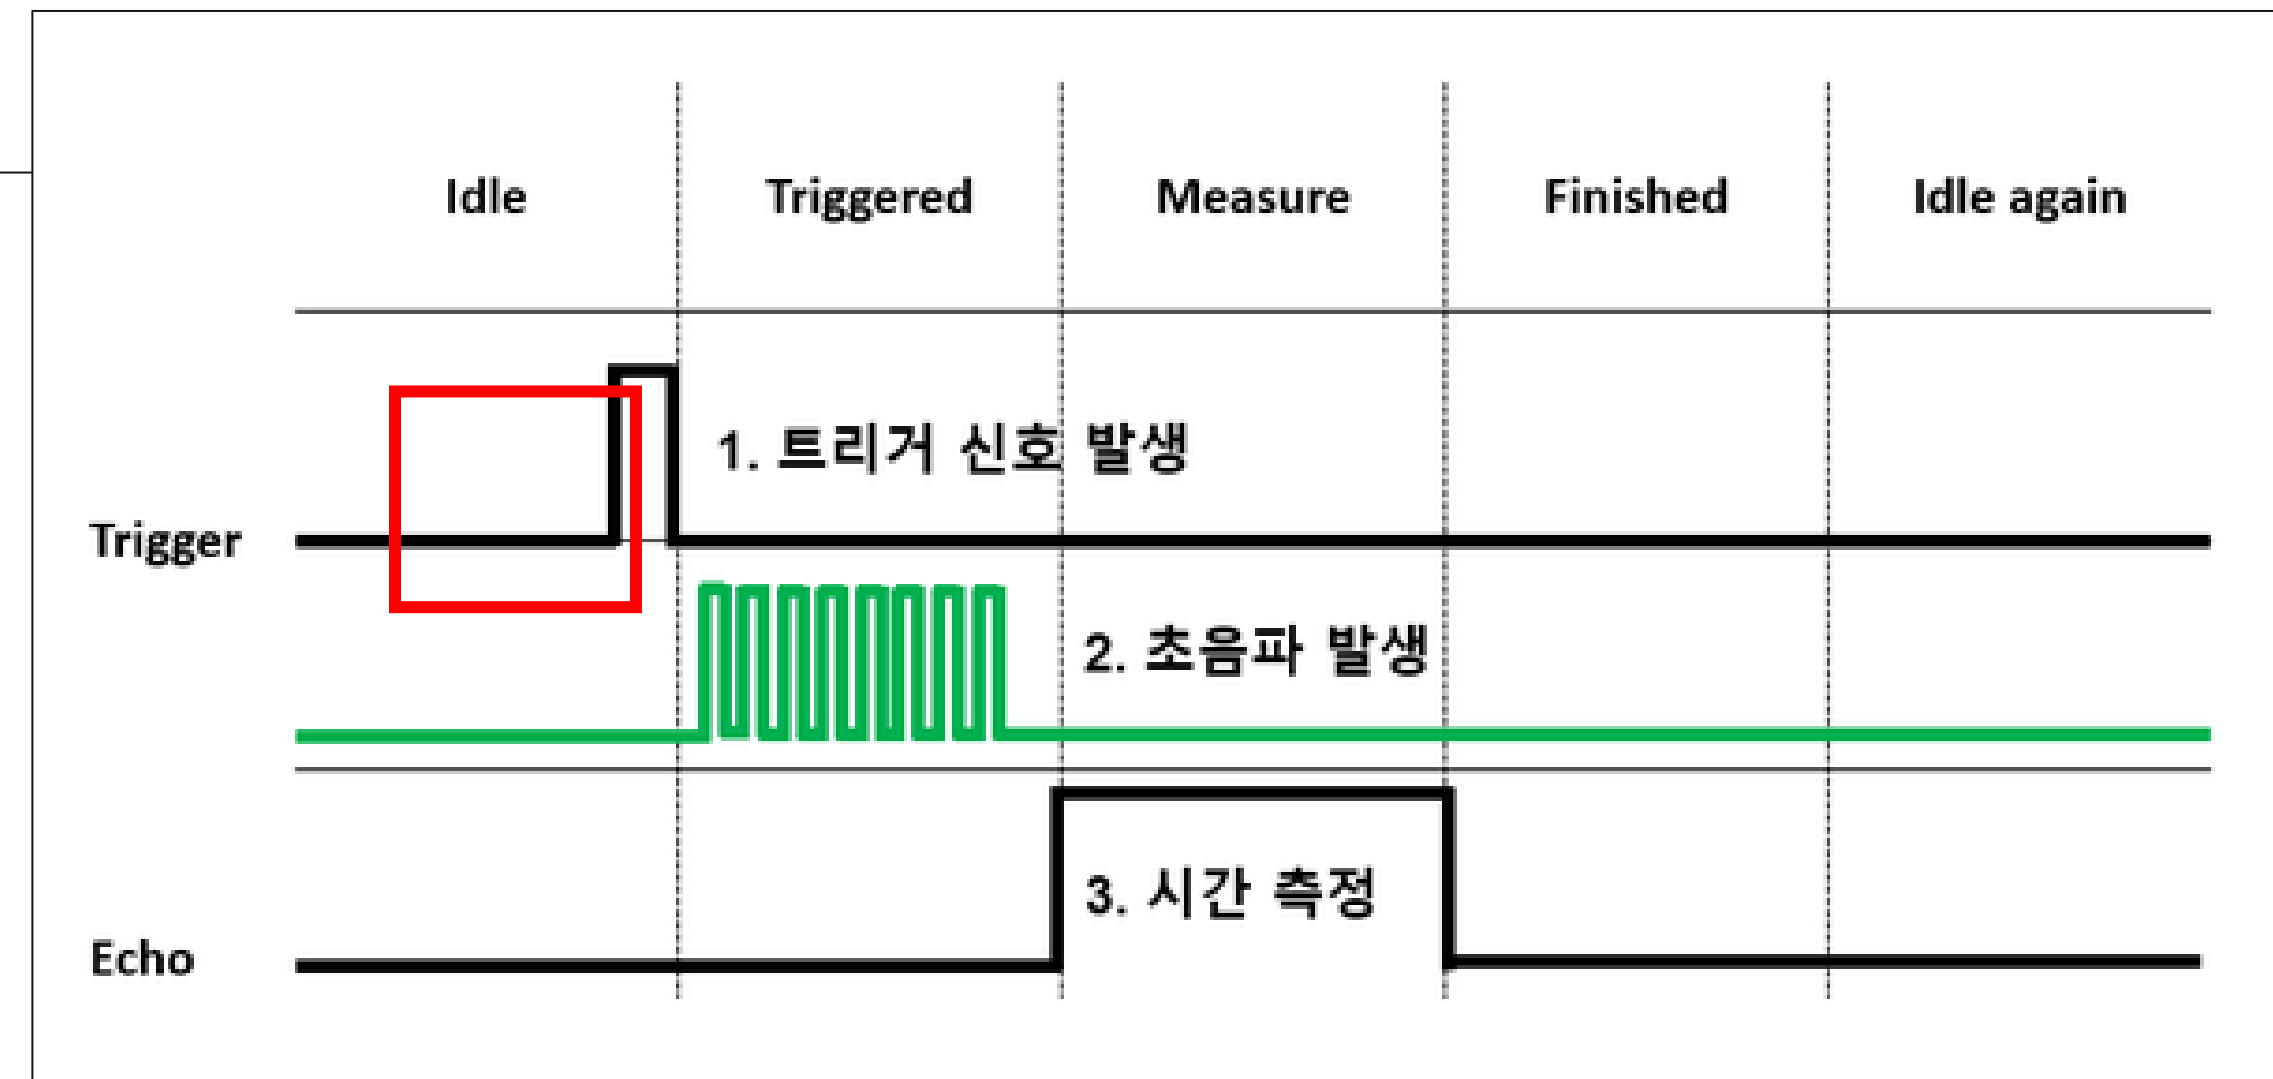 Idle Triggered Measure Finished Idle again
1. 트리거 신호 발생
Trigger
2. 초음파 발생
3. 시간 측정
Echo